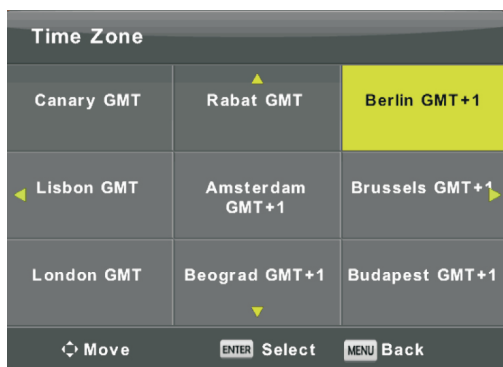 Time Zone
Canary GMT
Rabat GMT
Berlin GMT+1
Lisbon GMT
Amsterdam
GMT+1
Brussels GMT+1
London GMT
Beograd GMT+1
Budapest GMT+1
Move
ENTER Select
MENU Back